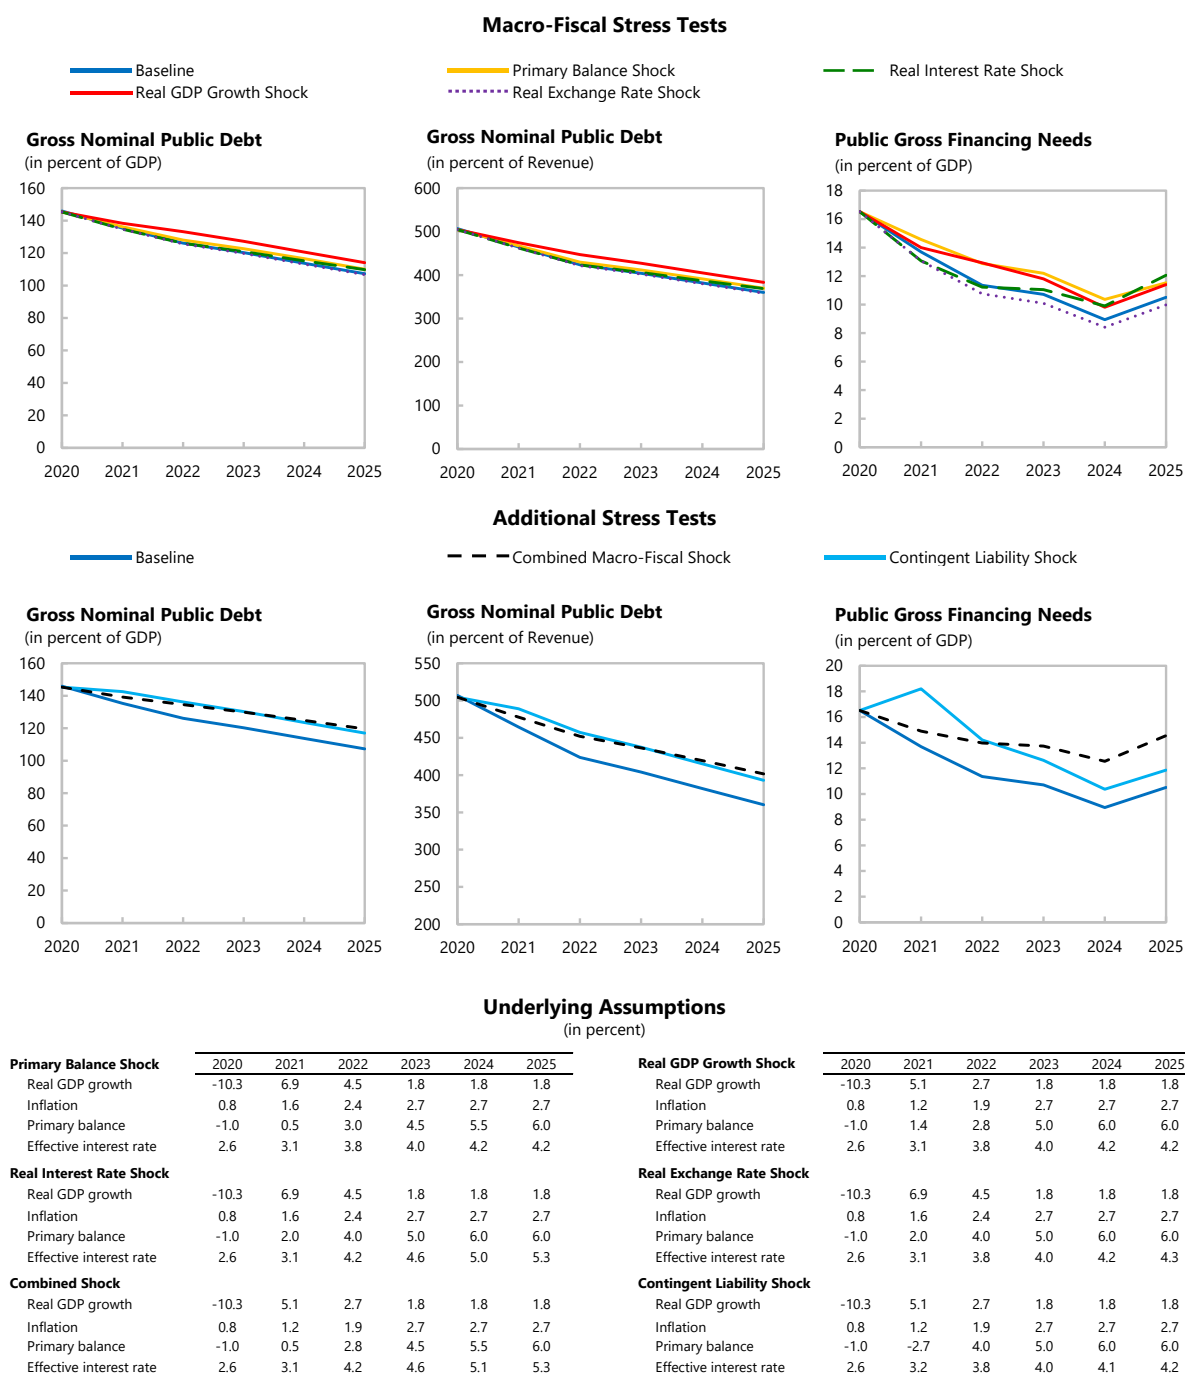 Macro-Fiscal Stress Tests
Baseline
Primary Balance Shock
Real Interest Rate Shock
Real GDP Growth Shock
Real Exchange Rate Shock
Gross Nominal Public Debt
(in percent of GDP)
160
140
120
100
80
60
40
20
0
2020 2021 2022 2023 2024 2025
Gross Nominal Public Debt
(in percent of Revenue)
600
500
400
300
200
100
0
2020 2021 2022 2023 2024 2025
Public Gross Financing Needs
(in percent of GDP)
18
16
14
12
10
8
6
4
2
0
2020 2021 2022 2023 2024 2025
Additional Stress Tests
Baseline
Combined Macro-Fiscal Shock
Contingent Liability Shock
Gross Nominal Public Debt
(in percent of GDP)
160
140
120
100
80
60
40
20
0
2020 2021 2022 2023 2024 2025
Gross Nominal Public Debt
(in percent of Revenue)
550
500
450
400
350
300
250
200
2020 2021 2022 2023 2024 2025
Public Gross Financing Needs
(in percent of GDP)
20
18
16
14
12
10
8
6
4
2
0
2020 2021 2022 2023 2024 2025
Underlying Assumptions
(in percent)
Primary Balance Shock 2020 2021 2022 2023 2024 2025
Real GDP growth -10.3 6.9 4.5 1.8 1.8 1.8
Inflation 0.8 1.6 2.4 2.7 2.7 2.7
Primary balance -1.0 0.5 3.0 4.5 5.5 6.0
Effective interest rate 2.6 3.1 3.8 4.0 4.2 4.2
Real Interest Rate Shock
Real GDP growth -10.3 6.9 4.5 1.8 1.8 1.8
Inflation 0.8 1.6 2.4 2.7 2.7 2.7
Primary balance -1.0 2.0 4.0 5.0 6.0 6.0
Effective interest rate 2.6 3.1 4.2 4.6 5.0 5.3
Combined Shock
Real GDP growth -10.3 5.1 2.7 1.8 1.8 1.8
Inflation 0.8 1.2 1.9 2.7 2.7 2.7
Primary balance -1.0 0.5 2.8 4.5 5.5 6.0
Effective interest rate 2.6 3.1 4.2 4.6 5.1 5.3
Real GDP Growth Shock 2020 2021 2022 2023 2024 2025
Real GDP growth -10.3 5.1 2.7 1.8 1.8 1.8
Inflation 0.8 1.2 1.9 2.7 2.7 2.7
Primary balance -1.0 1.4 2.8 5.0 6.0 6.0
Effective interest rate 2.6 3.1 3.8 4.0 4.2 4.2
Real Exchange Rate Shock
Real GDP growth -10.3 6.9 4.5 1.8 1.8 1.8
Inflation 0.8 1.6 2.4 2.7 2.7 2.7
Primary balance -1.0 2.0 4.0 5.0 6.0 6.0
Effective interest rate 2.6 3.1 3.8 4.0 4.2 4.3
Contingent Liability Shock
Real GDP growth -10.3 5.1 2.7 1.8 1.8 1.8
Inflation 0.8 1.2 1.9 2.7 2.7 2.7
Primary balance -1.0 -2.7 4.0 5.0 6.0 6.0
Effective interest rate 2.6 3.2 3.8 4.0 4.1 4.2